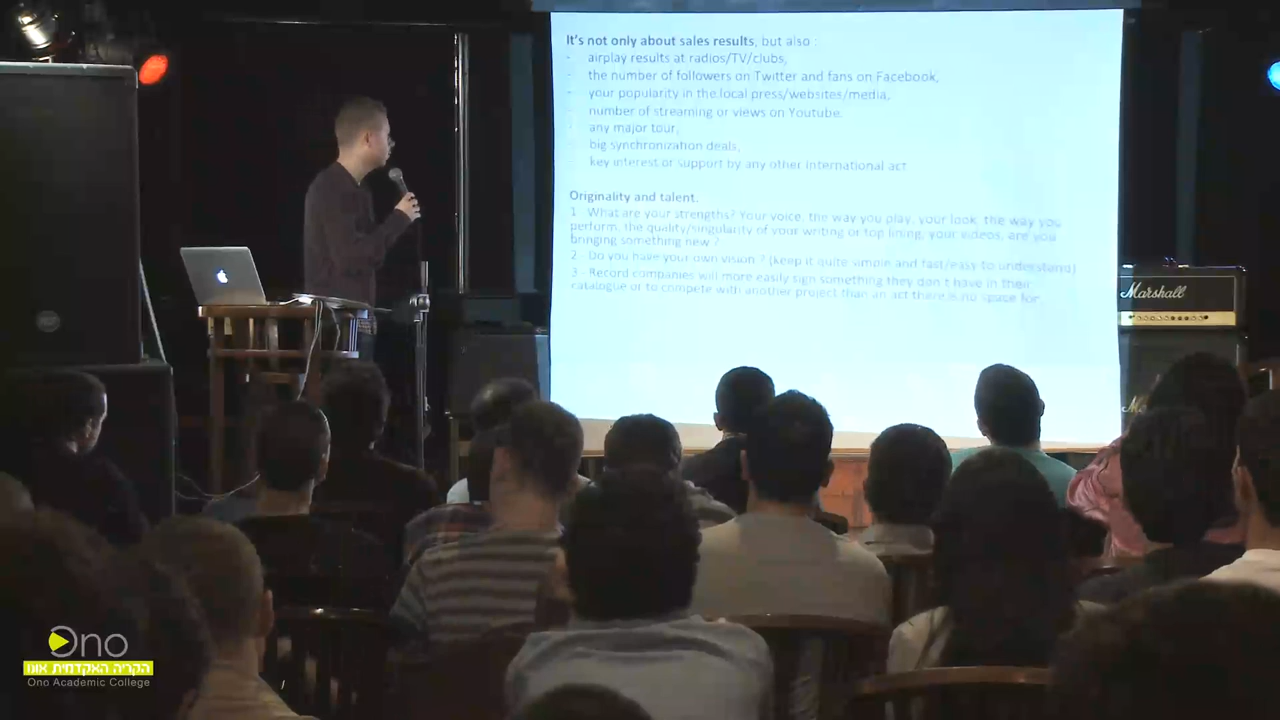 It's not only about sales results, but also :
- airplay results at radios/TV/clubs,
- the number of followers on Twitter and fans on Facebook,
- your popularity in the local press/websites/media,
- number of streaming or views on Youtube.
- any major tour,
- big synchronization deals,
- key interest or support by any other international act
Originality and talent.
1 - What are your strengths? Your voice, the way you play, your look, the way you
perform, the quality/singularity of your writing or top lining, your videos, are you
bringing something new ?
2 - Do you have your own vision ? (keep it quite simple and fast/easy to understand)
3 - Record companies will more easily sign something they don't have in their
catalogue or to compete with another project than an act there is no space for.
Marshall
Ono
הקריה האקדמית אונו
Ono Academic College